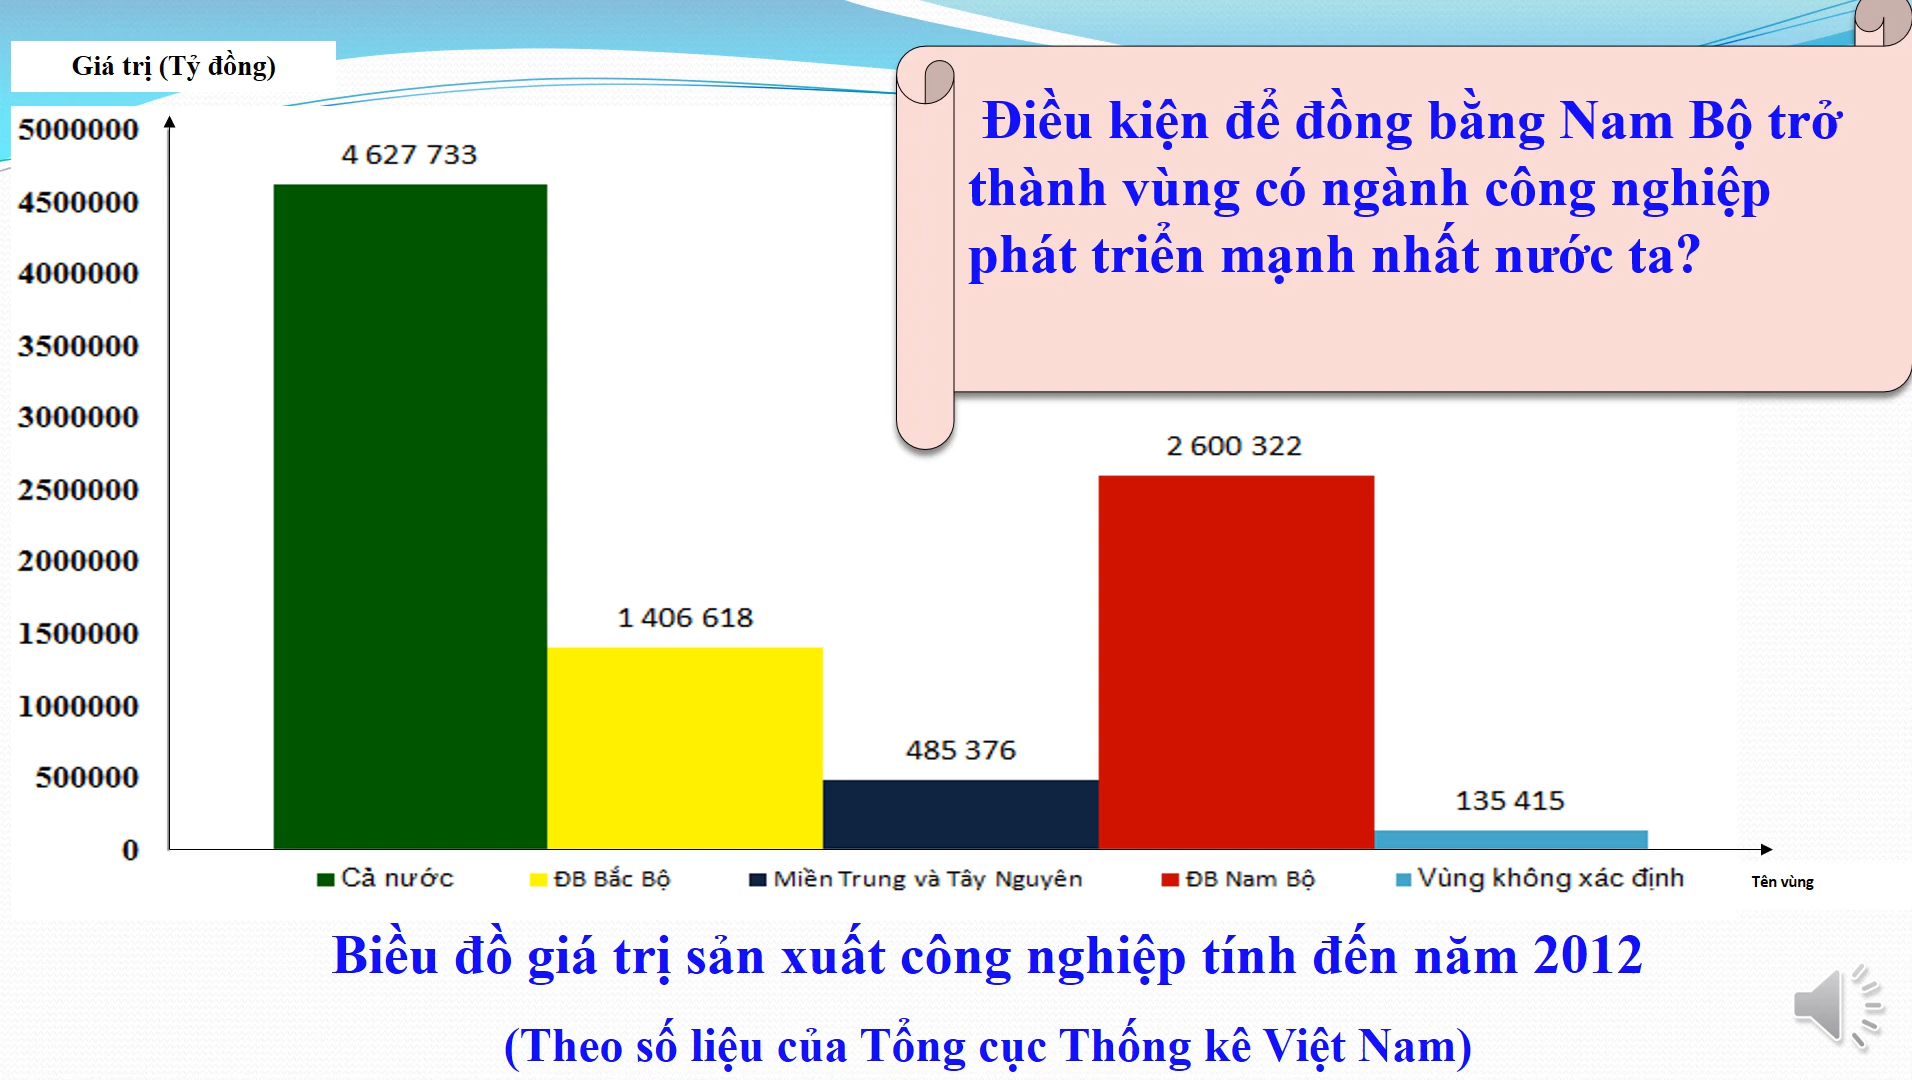 Giá trị (Tỷ đồng)
Điều kiện để đồng bằng Nam Bộ trở
thành vùng có ngành công nghiệp
phát triển mạnh nhất nước ta?
5000000
4500000
4000000
3500000
3000000
2500000
2000000
1500000
1000000
500000
0
4 627 733
1 406 618
485 376
2 600 322
135 415
Cả nước
ĐB Bắc Bộ
Miền Trung và Tây Nguyên
ĐB Nam Bộ
Vùng không xác định
Tên vùng
Biều đồ giá trị sản xuất công nghiệp tính đến năm 2012
(Theo số liệu của Tổng cục Thống kê Việt Nam)